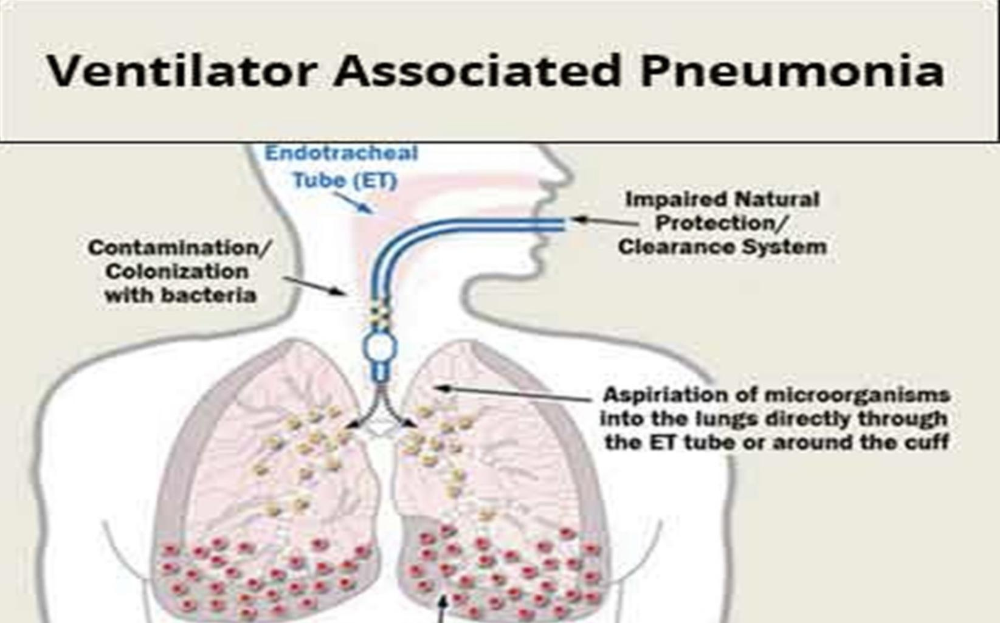 Ventilator Associated Pneumonia
Endotracheal
Tube (ET)
Impaired Natural
Protection/
Clearance System
Contamination/
Colonization
with bacteria
Aspiriation of microorganisms
into the lungs directly through
the ET tube or around the cuff